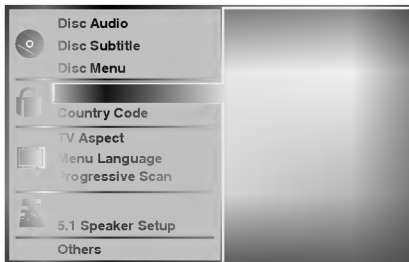 Disc Audio
Disc Subtitle
Disc Menu
Country Code
TV Aspect
Menu Language
Progressive Scan
5.1 Speaker Setup
Others